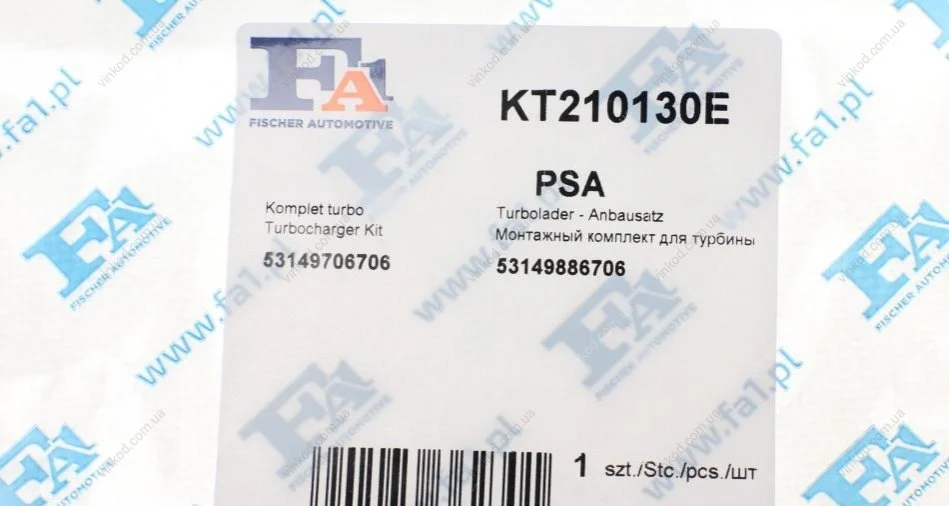 FA1
FISCHER AUTOMOTIVE
KT210130E
PSA
Komplet turbo
Turbocharger Kit
53149706706
Turbolader - Anbausatz
Монтажный комплект для турбины
53149886706
1 szt./Stc./pcs./шт
www.fa1.pl
vinkod.com.ua